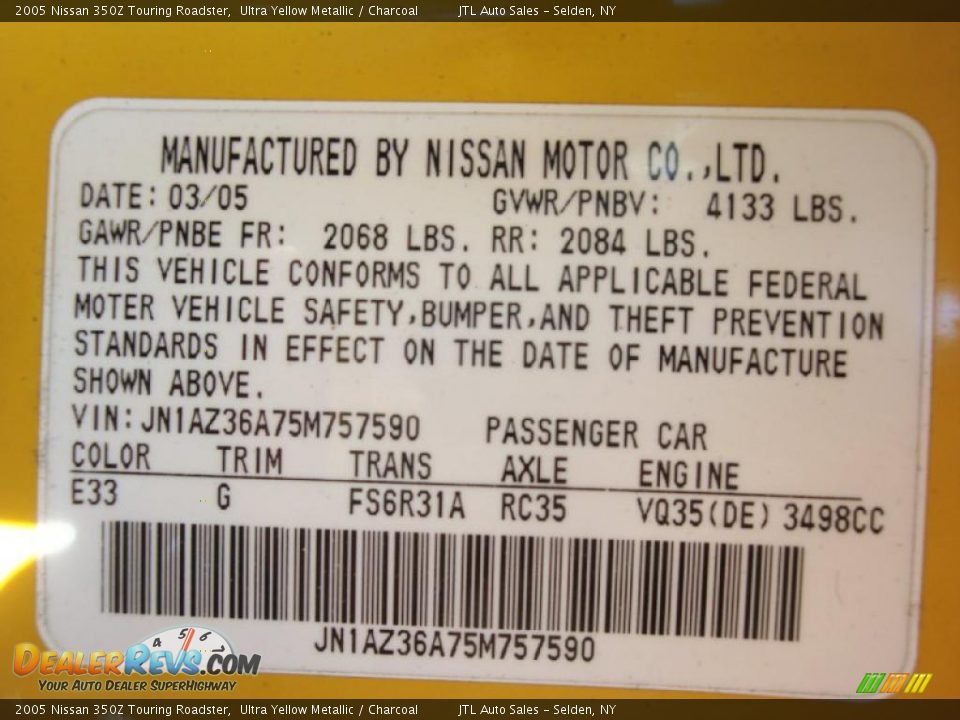 2005 Nissan 350Z Touring Roadster,  Ultra Yellow Metallic / Charcoal  JTL Auto Sales - Selden, NY
MANUFACTURED BY NISSAN MOTOR CO.,LTD.
DATE: 03/05 GVWR/PNBV: 4133 LBS.
GAWR/PNBE FR: 2068 LBS. RR: 2084 LBS.
THIS VEHICLE CONFORMS TO ALL APPLICABLE FEDERAL
MOTER VEHICLE SAFETY,BUMPER,AND THEFT PREVENTION
STANDARDS IN EFFECT ON THE DATE OF MANUFACTURE
SHOWN ABOVE.
VIN: JN1AZ36A75M757590 PASSENGER CAR
COLOR TRIM TRANS AXLE ENGINE
E33 G FS6R31A RC35 VQ35(DE) 3498CC
JN1AZ36A75M757590
4 5 6 7
DEALERREVS.COM
YOUR AUTO DEALER SUPERHIGHWAY
2005 Nissan 350Z Touring Roadster,  Ultra Yellow Metallic / Charcoal  JTL Auto Sales - Selden, NY